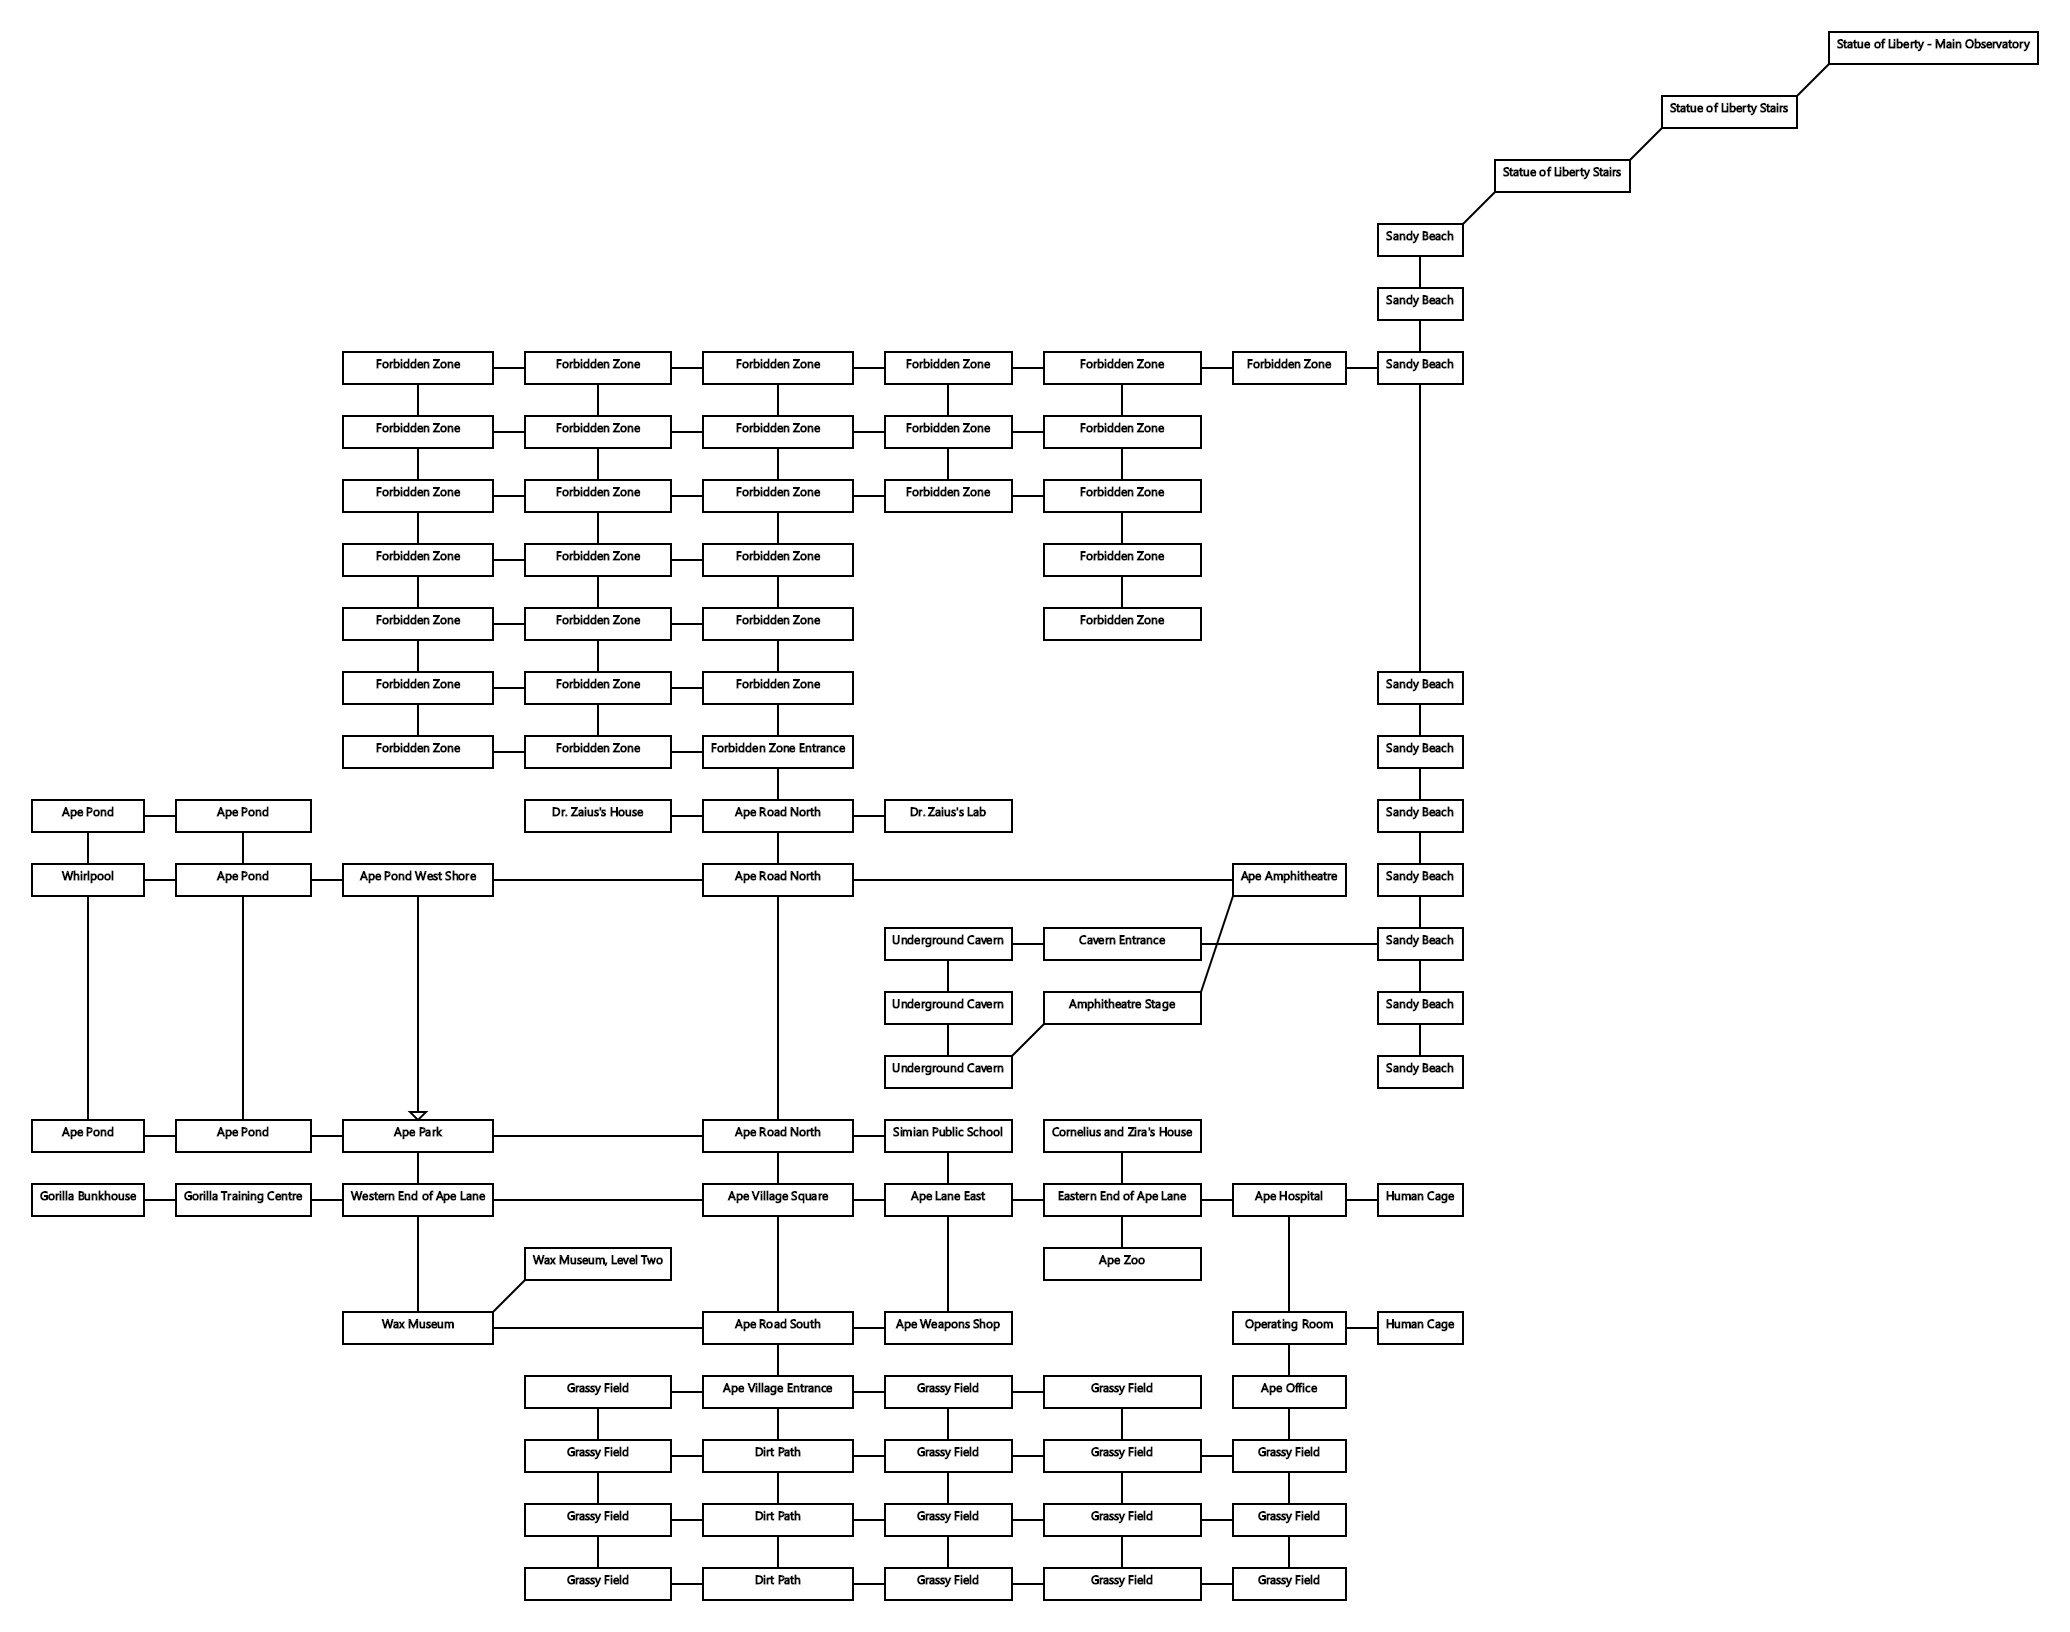 Statue of Liberty - Main Observatory
Statue of Liberty Stairs
Statue of Liberty Stairs
Sandy Beach
Sandy Beach
Forbidden Zone Forbidden Zone Forbidden Zone Forbidden Zone Forbidden Zone Forbidden Zone Sandy Beach
Forbidden Zone Forbidden Zone Forbidden Zone Forbidden Zone Forbidden Zone
Forbidden Zone Forbidden Zone Forbidden Zone Forbidden Zone Forbidden Zone
Forbidden Zone Forbidden Zone Forbidden Zone Forbidden Zone
Forbidden Zone Forbidden Zone Forbidden Zone Forbidden Zone
Forbidden Zone Forbidden Zone Forbidden Zone Sandy Beach
Forbidden Zone Forbidden Zone Forbidden Zone Entrance Sandy Beach
Ape Pond Ape Pond Dr. Zaius's House Ape Road North Dr. Zaius's Lab Sandy Beach
Whirlpool Ape Pond Ape Pond West Shore Ape Road North Ape Amphitheatre Sandy Beach
Underground Cavern Cavern Entrance Sandy Beach
Underground Cavern Amphitheatre Stage Sandy Beach
Underground Cavern Sandy Beach
Ape Pond Ape Pond Ape Park Ape Road North Simian Public School Cornelius and Zira's House
Gorilla Bunkhouse Gorilla Training Centre Western End of Ape Lane Ape Village Square Ape Lane East Eastern End of Ape Lane Ape Hospital Human Cage
Wax Museum, Level Two Ape Zoo
Wax Museum Ape Road South Ape Weapons Shop Operating Room Human Cage
Grassy Field Ape Village Entrance Grassy Field Grassy Field Ape Office
Grassy Field Dirt Path Grassy Field Grassy Field Grassy Field
Grassy Field Dirt Path Grassy Field Grassy Field Grassy Field
Grassy Field Dirt Path Grassy Field Grassy Field Grassy Field